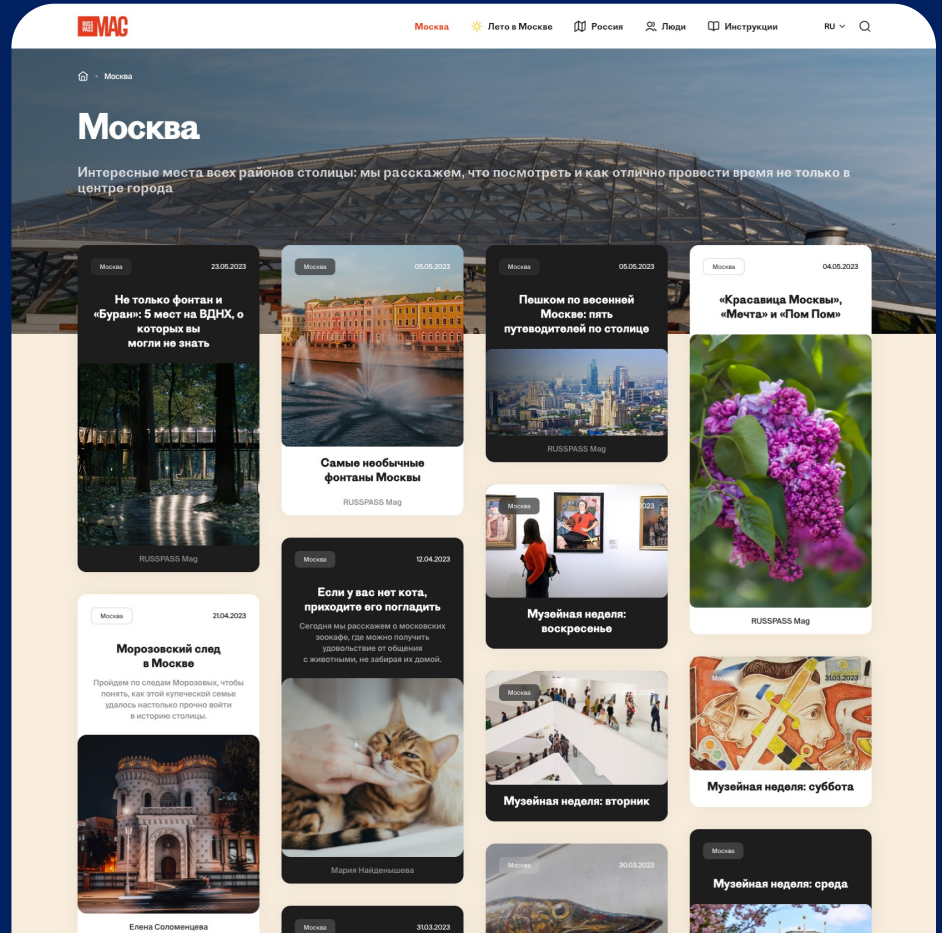 RUSS PASS MAG
Москва
Лето в Москве
Россия
Люди
Инструкции
RU
Москва
Москва
Интересные места всех районов столицы: мы расскажем, что посмотреть и как отлично провести время не только в
центре города
Москва
23.05.2023
Не только фонтан и
«Буран»: 5 мест на ВДНХ, о
которых вы
могли не знать
RUSSPASS Mag
Москва
21.04.2023
Морозовский след
в Москве
Пройдем по следам Морозовых, чтобы
понять, как этой купеческой семье
удалось настолько прочно войти
в историю столицы.
Елена Соломенцева
Москва
05.05.2023
Самые необычные
фонтаны Москвы
RUSSPASS Mag
Москва
12.04.2023
Если у вас нет кота,
приходите его погладить
Сегодня мы расскажем о московских
зоокафе, где можно получить
удовольствие от общения
с животными, не забирая их домой.
Мария Найденышева
Москва
31.03.2023
Москва
05.05.2023
Пешком по весенней
Москве: пять
путеводителей по столице
RUSSPASS Mag
Москва
Музейная неделя:
воскресенье
Москва
Музейная неделя: вторник
Москва
30.03.2023
Москва
04.05.2023
«Красавица Москвы»,
«Мечта» и «Пом Пом»
RUSSPASS Mag
Москва
31.03.2023
Музейная неделя: суббота
Москва
Музейная неделя: среда